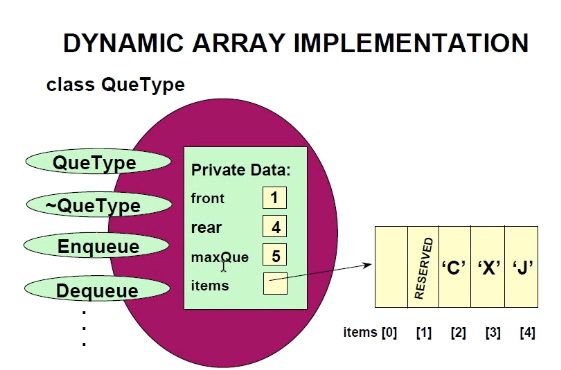 DYNAMIC ARRAY IMPLEMENTATION
class QueType
QueType
~QueType
Enqueue
Dequeue
.
.
.
Private Data:
front 1
rear 4
maxQue 5
items
RESERVED
‘C’ ‘X’ ‘J’
items [0] [1] [2] [3] [4]